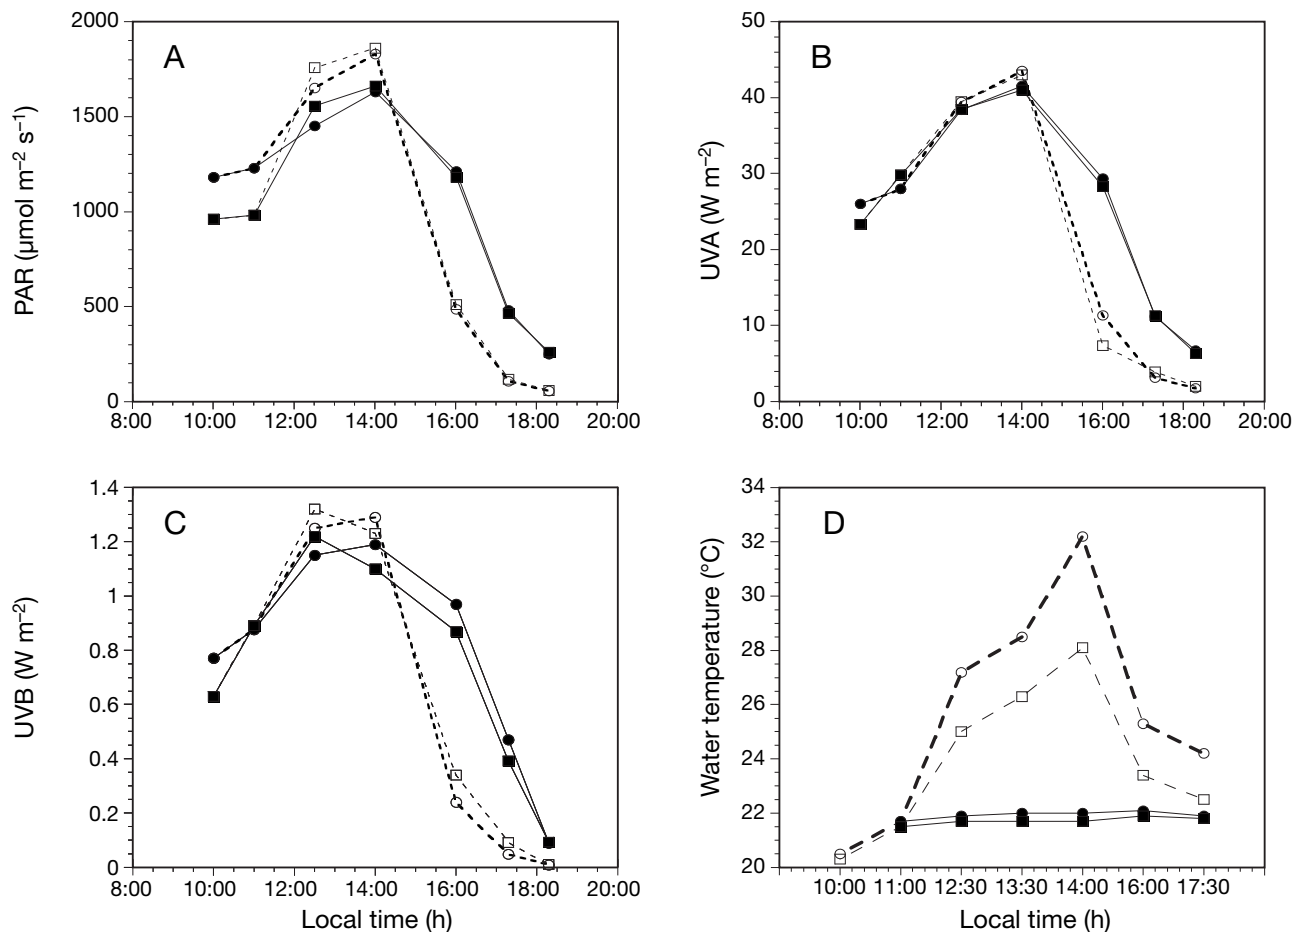 A
PAR (µmol m⁻² s⁻¹)
2000
1500
1000
500
0
8:00 10:00 12:00 14:00 16:00 18:00 20:00
B
UVA (W m⁻²)
50
40
30
20
10
0
8:00 10:00 12:00 14:00 16:00 18:00 20:00
C
UVB (W m⁻²)
1.4
1.2
1
0.8
0.6
0.4
0.2
0
8:00 10:00 12:00 14:00 16:00 18:00 20:00
Local time (h)
D
Water temperature (°C)
34
32
30
28
26
24
22
20
10:00 11:00 12:30 13:30 14:00 16:00 17:30
Local time (h)